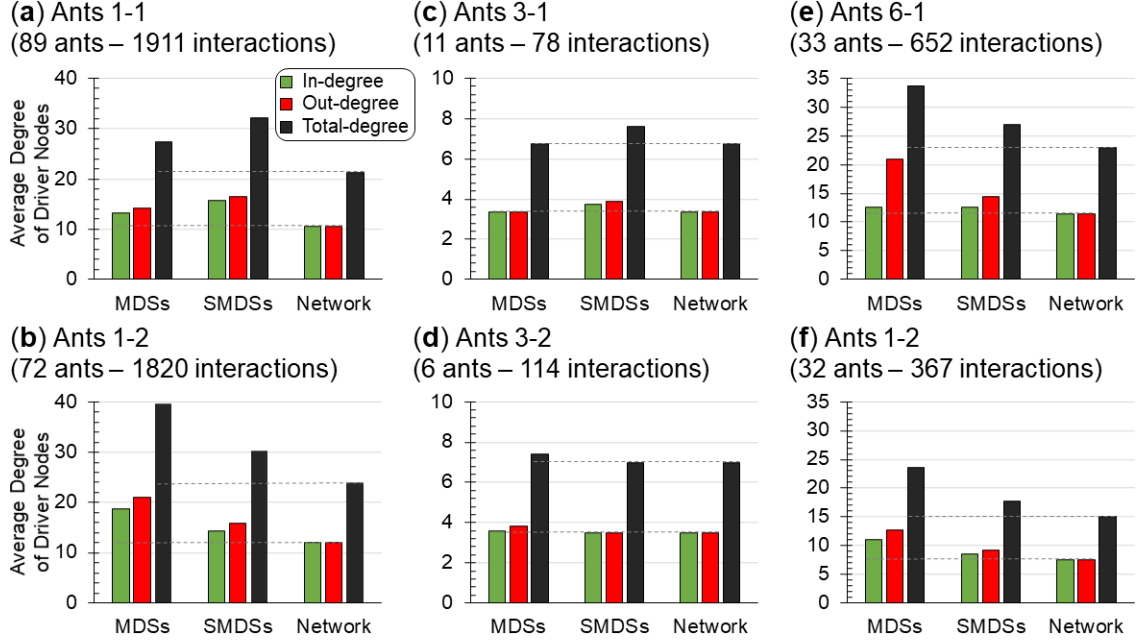 (a) Ants 1-1
(89 ants – 1911 interactions)
40
30
20
10
0
Average Degree
of Driver Nodes
In-degree
Out-degree
Total-degree
MDSs
SMDSs
Network
(c) Ants 3-1
(11 ants – 78 interactions)
10
8
6
4
2
0
MDSs
SMDSs
Network
(e) Ants 6-1
(33 ants – 652 interactions)
35
30
25
20
15
10
5
0
MDSs
SMDSs
Network
(b) Ants 1-2
(72 ants – 1820 interactions)
40
30
20
10
0
Average Degree
of Driver Nodes
MDSs
SMDSs
Network
(d) Ants 3-2
(6 ants – 114 interactions)
10
8
6
4
2
0
MDSs
SMDSs
Network
(f) Ants 1-2
(32 ants – 367 interactions)
35
30
25
20
15
10
5
0
MDSs
SMDSs
Network